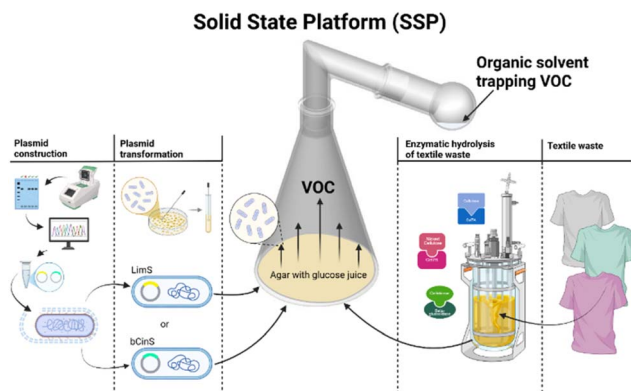 Solid State Platform (SSP)
Organic solvent
trapping VOC
Plasmid
construction
Plasmid
transformation
Enzymatic hydrolysis
of textile waste
Textile waste
VOC
Agar with glucose juice
LimS
or
bCinS